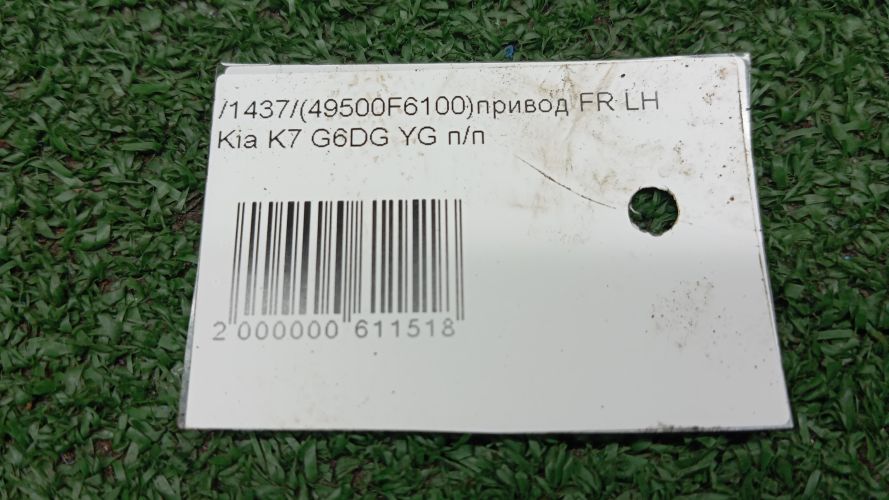 /1437/(49500F6100)привод FR LH
Kia K7 G6DG YG п/п
2 000000 611518